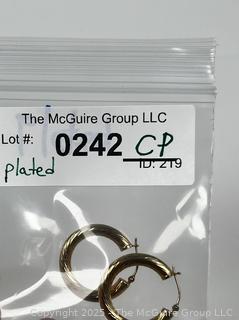 The McGuire Group LLC
Lot #: 0242 CP
plated ID: 219
Copyright 2025 - The McGuire Group LLC